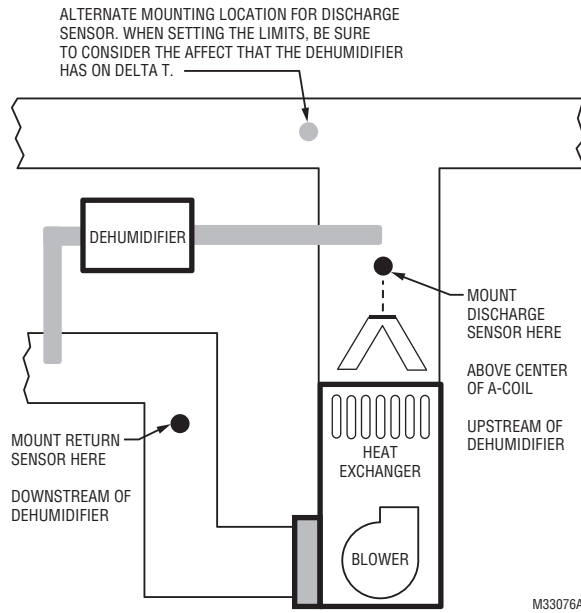 ALTERNATE MOUNTING LOCATION FOR DISCHARGE
SENSOR. WHEN SETTING THE LIMITS, BE SURE
TO CONSIDER THE AFFECT THAT THE DEHUMIDIFIER
HAS ON DELTA T.
DEHUMIDIFIER
MOUNT
DISCHARGE
SENSOR HERE
ABOVE CENTER
OF A-COIL
UPSTREAM OF
DEHUMIDIFIER
MOUNT RETURN
SENSOR HERE
DOWNSTREAM OF
DEHUMIDIFIER
HEAT
EXCHANGER
BLOWER
M33076A